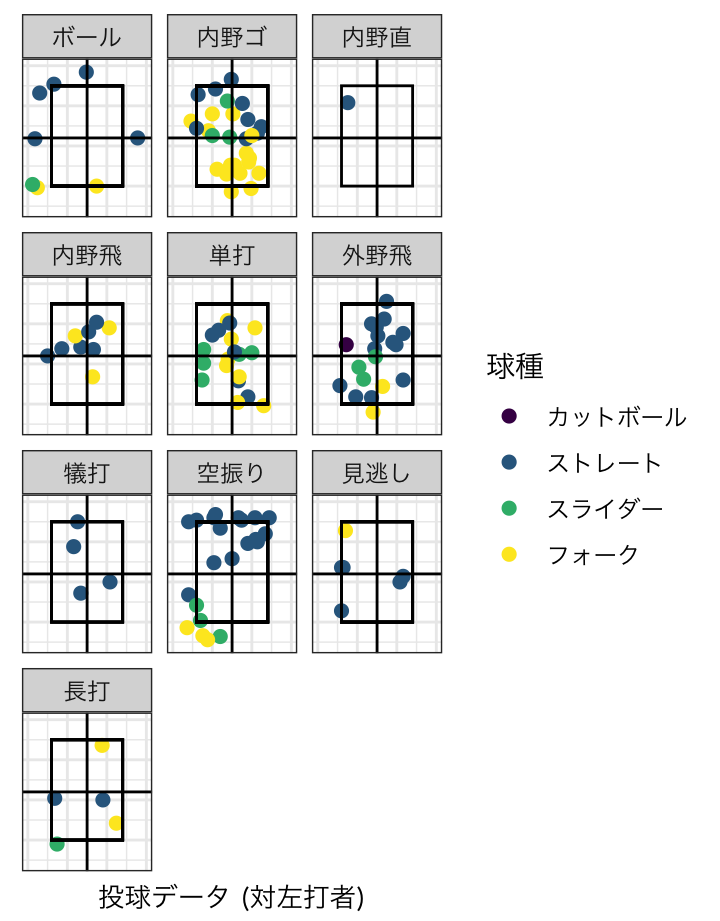 ボール
内野ゴ
内野直
内野飛
単打
外野飛
犠打
空振り
見逃し
長打
球種
カットボール
ストレート
スライダー
フォーク
投球データ (対左打者)